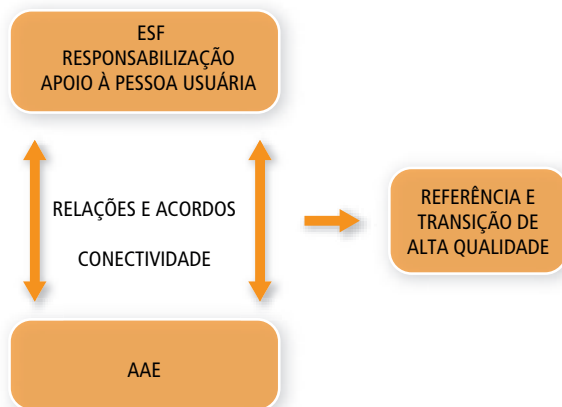 ESF
RESPONSABILIZAÇÃO
APOIO À PESSOA USUÁRIA
RELAÇÕES E ACORDOS
CONECTIVIDADE
REFERÊNCIA E
TRANSIÇÃO DE
ALTA QUALIDADE
AAE